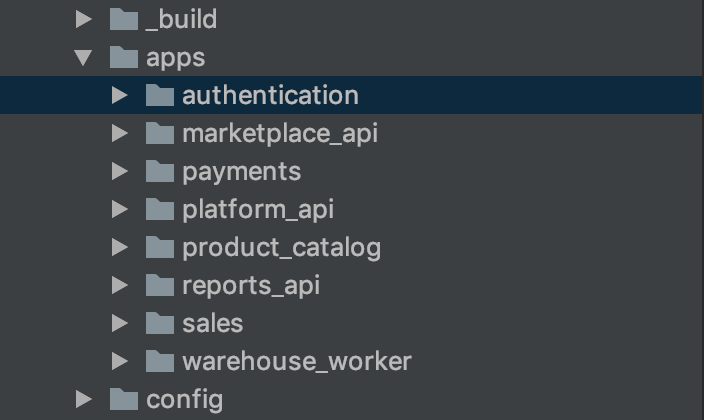 _build
apps
authentication
marketplace_api
payments
platform_api
product_catalog
reports_api
sales
warehouse_worker
config